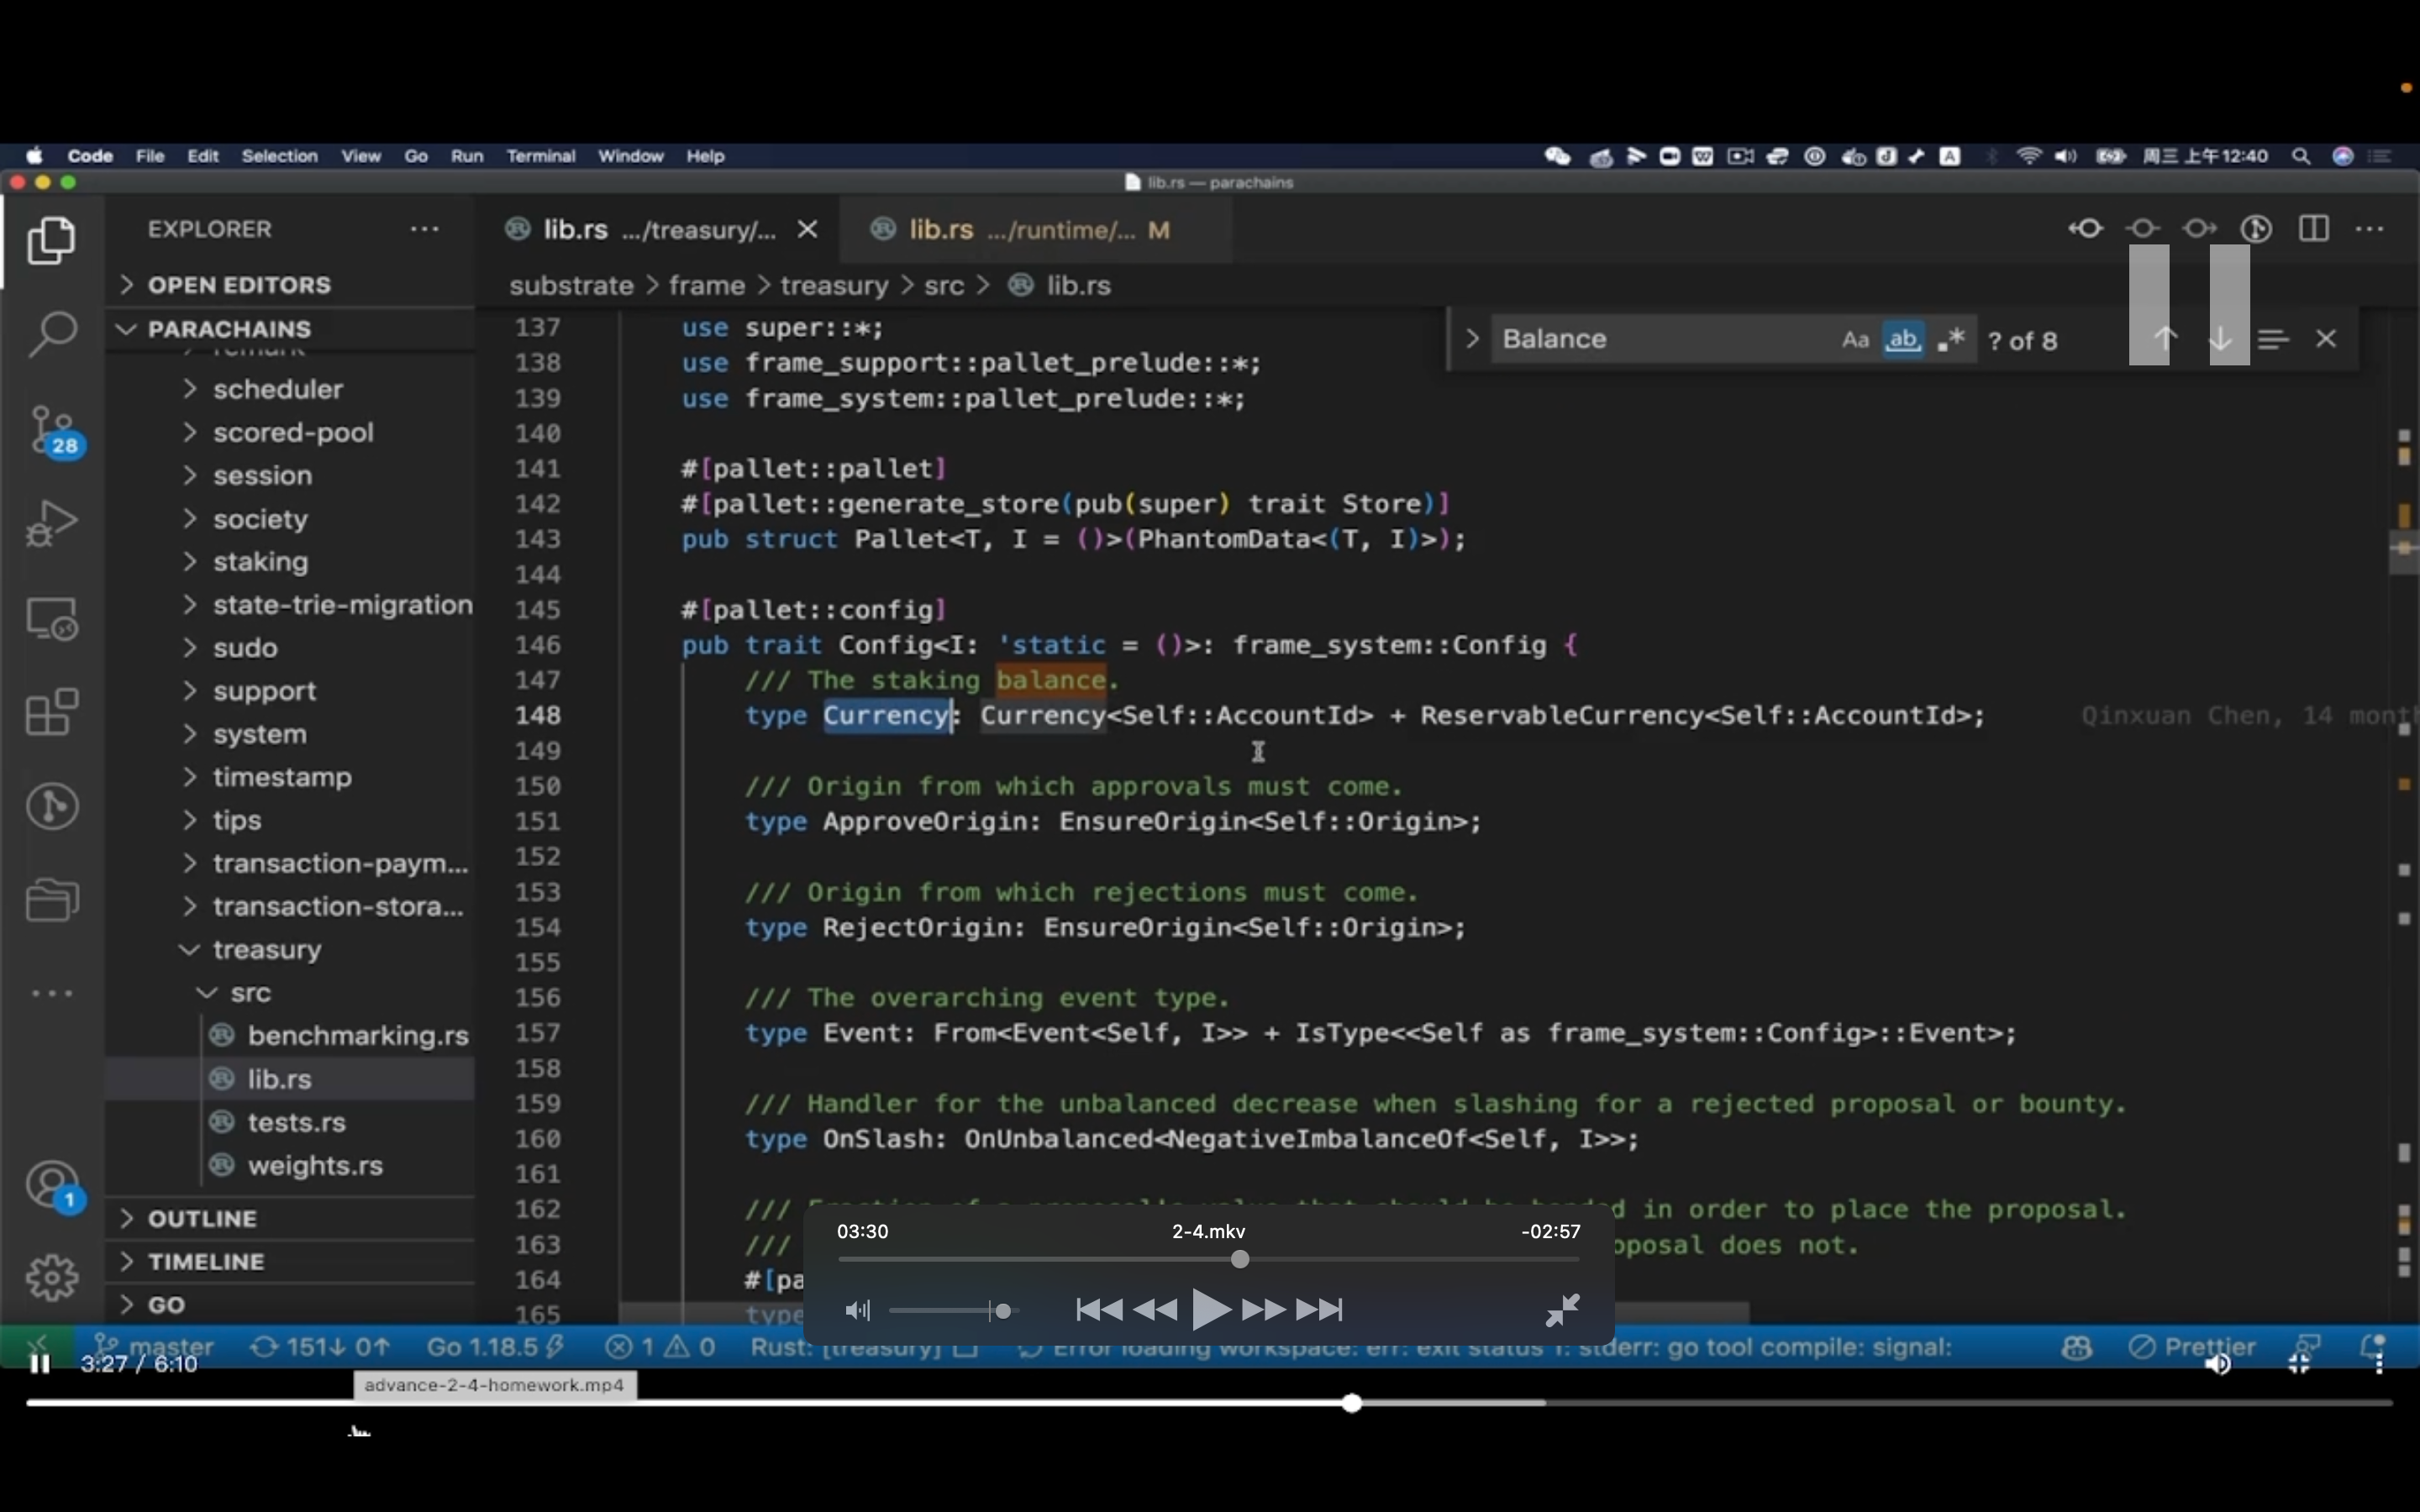 Code File Edit Selection View Go Run Terminal Window Help 周三上午12:40
lib.rs — parachains
EXPLORER
lib.rs .../treasury/...
lib.rs .../runtime/... M
OPEN EDITORS
substrate > frame > treasury > src > lib.rs
PARACHAINS
Balance Aa ab ? of 8
remark
scheduler
scored-pool
session
society
staking
state-trie-migration
sudo
support
system
timestamp
tips
transaction-paym...
transaction-stora...
treasury
src
benchmarking.rs
lib.rs
tests.rs
weights.rs
OUTLINE
TIMELINE
GO
28
1
137 use super::*;
138 use frame_support::pallet_prelude::*;
139 use frame_system::pallet_prelude::*;
140
141 #[pallet::pallet]
142 #[pallet::generate_store(pub(super) trait Store)]
143 pub struct Pallet<T, I = ()>(PhantomData<(T, I)>);
144
145 #[pallet::config]
146 pub trait Config<I: 'static = ()>: frame_system::Config {
147 /// The staking balance.
148 type Currency: Currency<Self::AccountId> + ReservableCurrency<Self::AccountId>; Qinxuan Chen, 14 mont
149
150 /// Origin from which approvals must come.
151 type ApproveOrigin: EnsureOrigin<Self::Origin>;
152
153 /// Origin from which rejections must come.
154 type RejectOrigin: EnsureOrigin<Self::Origin>;
155
156 /// The overarching event type.
157 type Event: From<Event<Self, I>> + IsType<<Self as frame_system::Config>::Event>;
158
159 /// Handler for the unbalanced decrease when slashing for a rejected proposal or bounty.
160 type OnSlash: OnUnbalanced<NegativeImbalanceOf<Self, I>>;
161
162 /// Fraction of a proposal's value that should be bonded in order to place the proposal.
163 /// oposal does not.
164 #[pa
165 type
03:30 2-4.mkv -02:57
master 151↓ 0↑ Go 1.18.5 1 0 Rust: [treasury] Error loading workspace: err: exit status 1: stderr: go tool compile: signal: Prettier
3:27 / 6:10
advance-2-4-homework.mp4